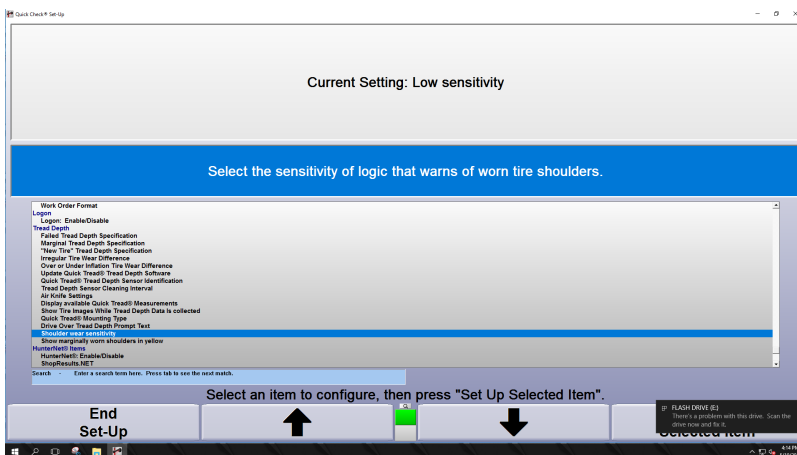 Quick Check® Set-Up
Current Setting: Low sensitivity
Select the sensitivity of logic that warns of worn tire shoulders.
Work Order Format
Logon
Logon: Enable/Disable
Tread Depth
Failed Tread Depth Specification
Marginal Tread Depth Specification
"New Tire" Tread Depth Specification
Irregular Tire Wear Difference
Over or Under Inflation Tire Wear Difference
Update Quick Tread® Tread Depth Software
Quick Tread® Tread Depth Sensor Identification
Tread Depth Sensor Cleaning Interval
Air Knife Settings
Display available Quick Tread® Measurements
Show Tire Images While Tread Depth Data Is collected
Quick Tread® Mounting Type
Drive Over Tread Depth Prompt Text
Shoulder wear sensitivity
Show marginally worn shoulders in yellow
HunterNet® Items
HunterNet®: Enable/Disable
ShopResults.NET
Search - Enter a search term here. Press tab to see the next match.
Select an item to configure, then press "Set Up Selected Item".
End
Set-Up
FLASH DRIVE (E:)
There's a problem with this drive. Scan the
drive now and fix it.
Selected Item
4:14 PM